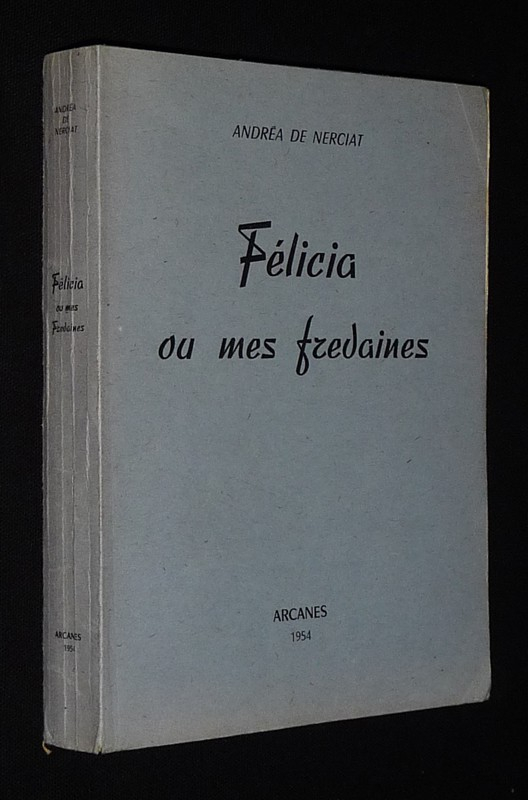 ANDRÉA
DE
NERCIAT
Félicia
ou mes
Fredaines
ARCANES
1954
ANDRÉA DE NERCIAT
Félicia
ou mes fredaines
ARCANES
1954